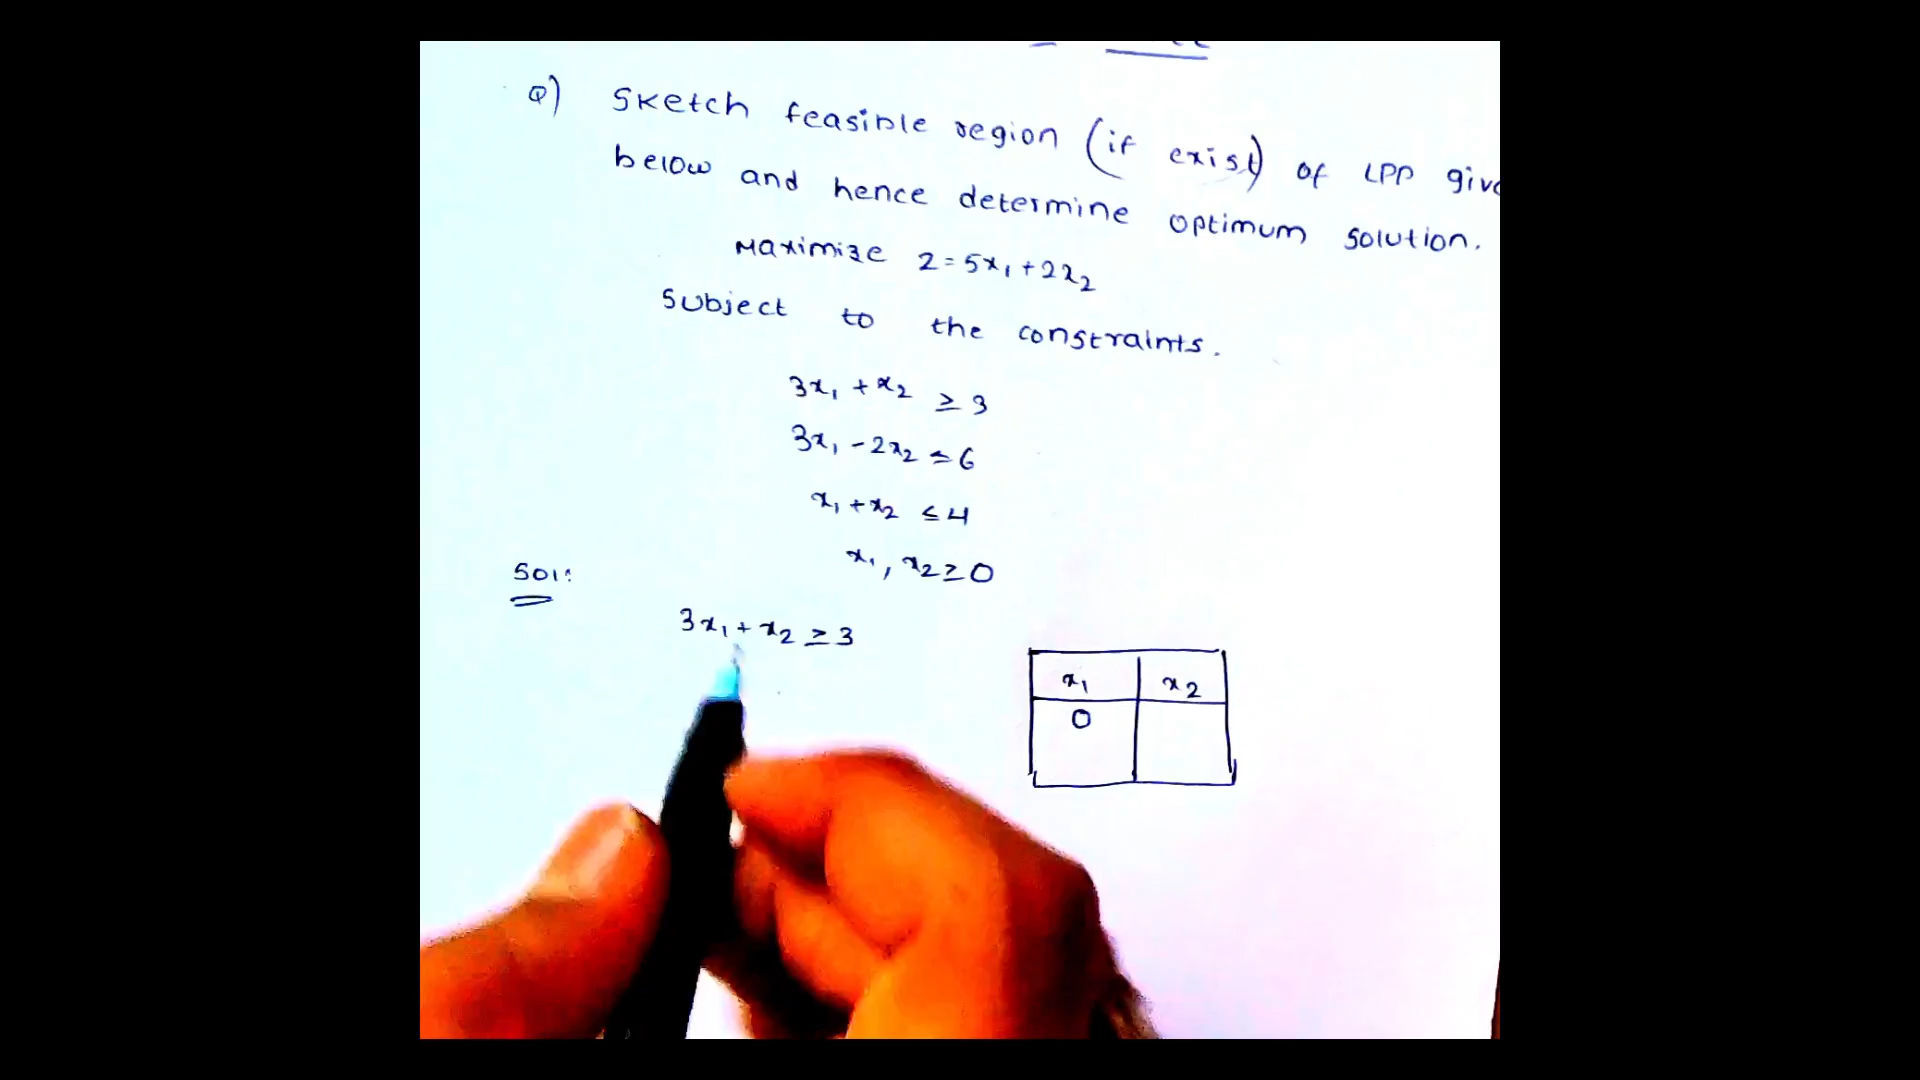 Q) Sketch feasible region (if exist) of LPP give
below and hence determine optimum solution.
Maximize Z=5x₁+2x₂
Subject to the constraints.
3x₁+x₂ ≥ 3
3x₁-2x₂ ≤ 6
x₁+x₂ ≤ 4
x₁, x₂ ≥ 0
Sol:
3x₁+x₂ ≥ 3
x₁ x₂
0